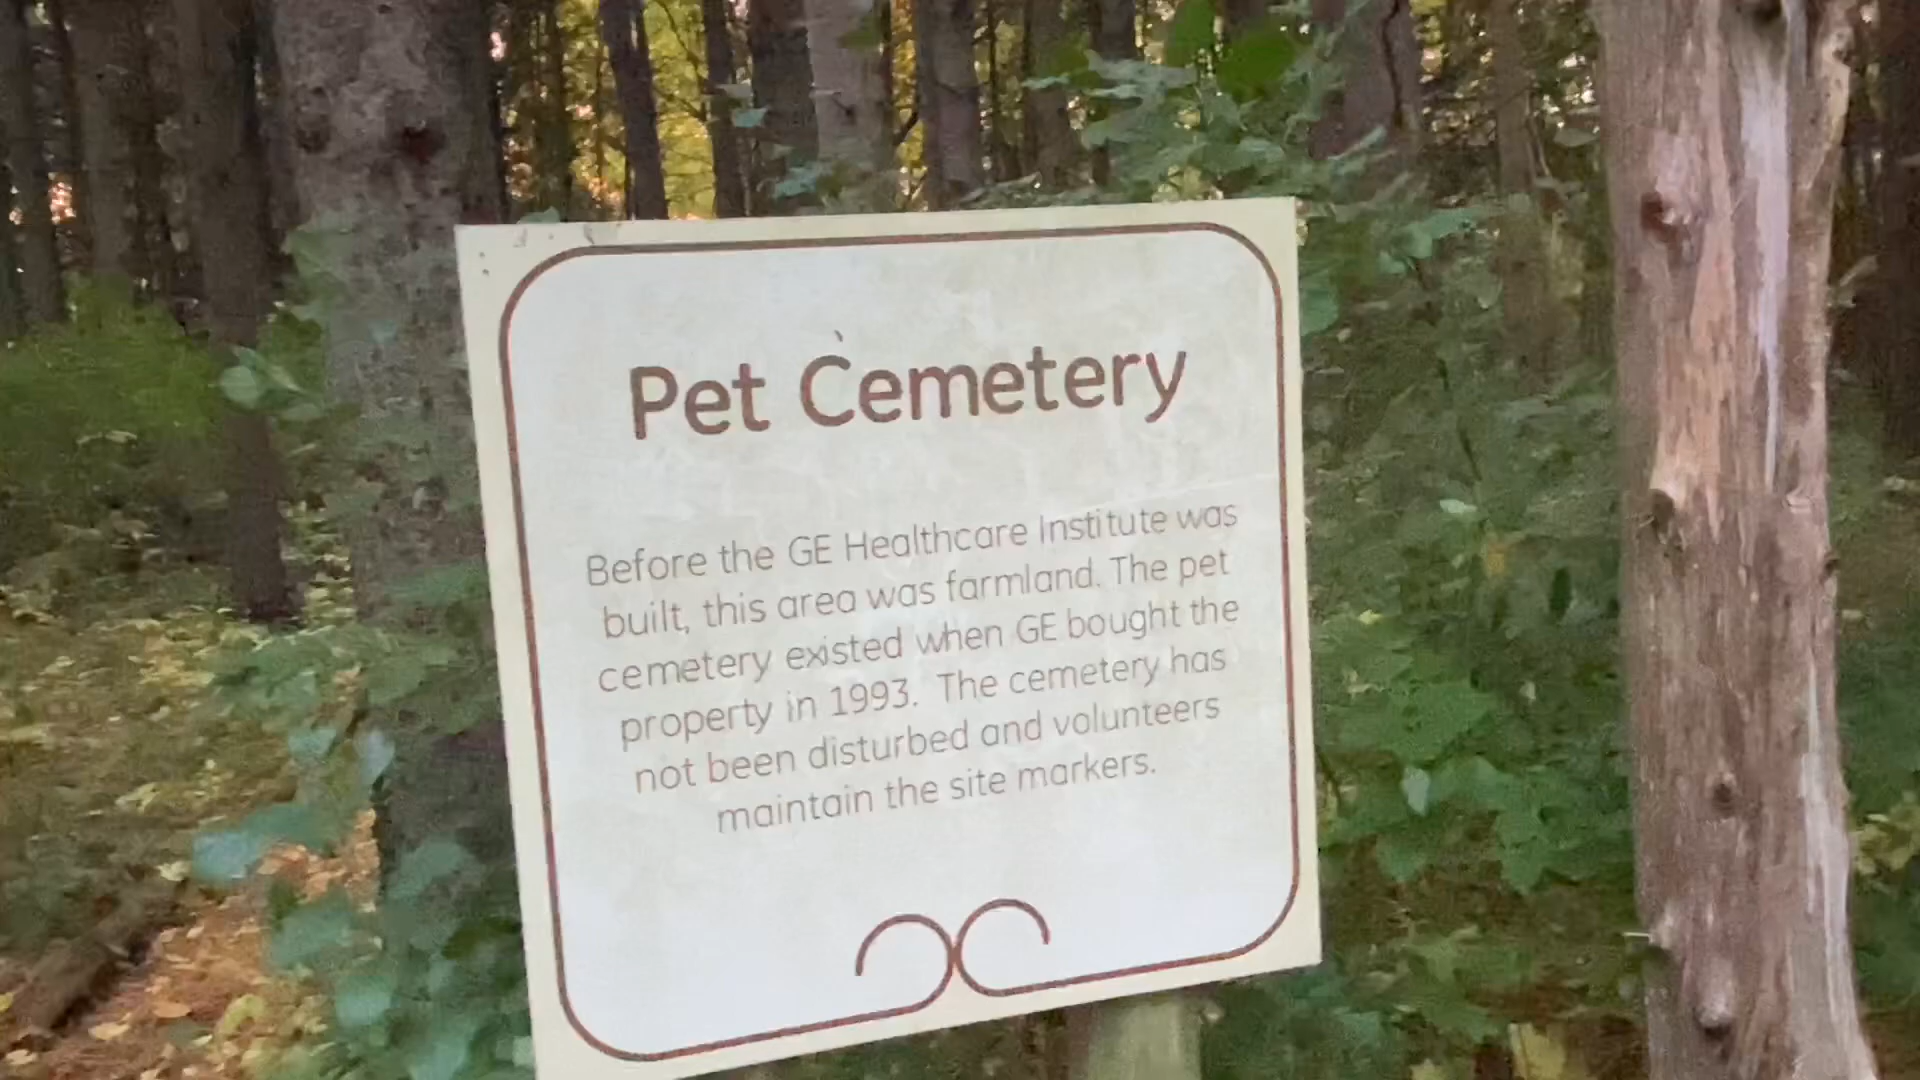 Pet Cemetery
Before the GE Healthcare Institute was
built, this area was farmland. The pet
cemetery existed when GE bought the
property in 1993. The cemetery has
not been disturbed and volunteers
maintain the site markers.